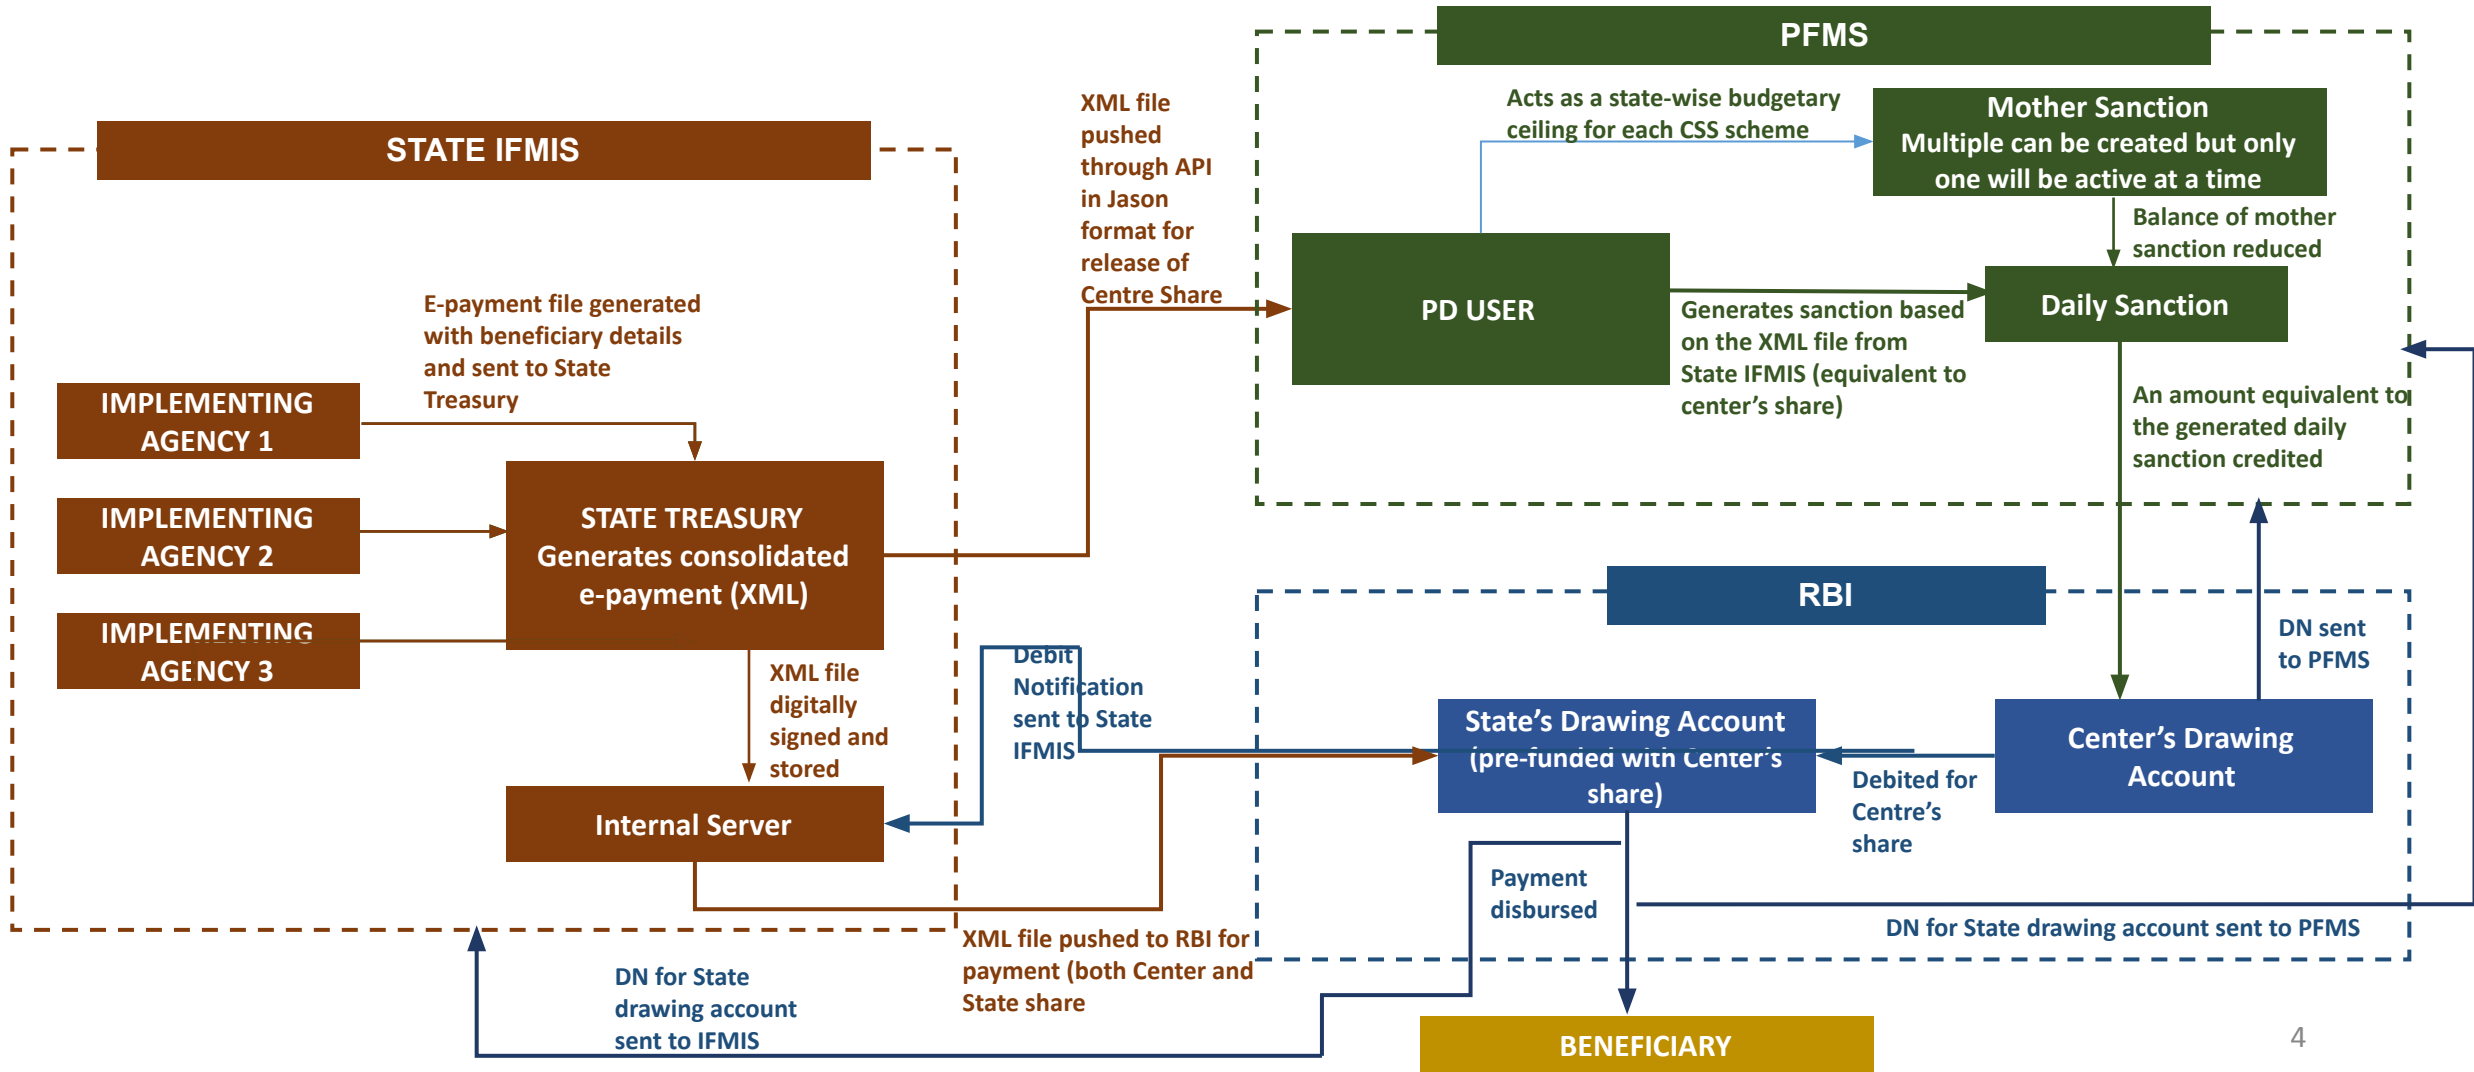 PFMS
STATE IFMIS
XML file
pushed
through API
in Jason
format for
release of
Centre Share
Acts as a state-wise budgetary
ceiling for each CSS scheme
Mother Sanction
Multiple can be created but only
one will be active at a time
Balance of mother
sanction reduced
PD USER
Generates sanction based
on the XML file from
State IFMIS (equivalent to
center’s share)
Daily Sanction
An amount equivalent to
the generated daily
sanction credited
E-payment file generated
with beneficiary details
and sent to State
Treasury
IMPLEMENTING
AGENCY 1
IMPLEMENTING
AGENCY 2
IMPLEMENTING
AGENCY 3
STATE TREASURY
Generates consolidated
e-payment (XML)
XML file
digitally
signed and
stored
Internal Server
RBI
Debit
Notification
sent to State
IFMIS
State’s Drawing Account
(pre-funded with Center’s
share)
Debited for
Centre’s
share
Center’s Drawing
Account
DN sent
to PFMS
Payment
disbursed
DN for State drawing account sent to PFMS
XML file pushed to RBI for
payment (both Center and
State share
DN for State
drawing account
sent to IFMIS
BENEFICIARY
4